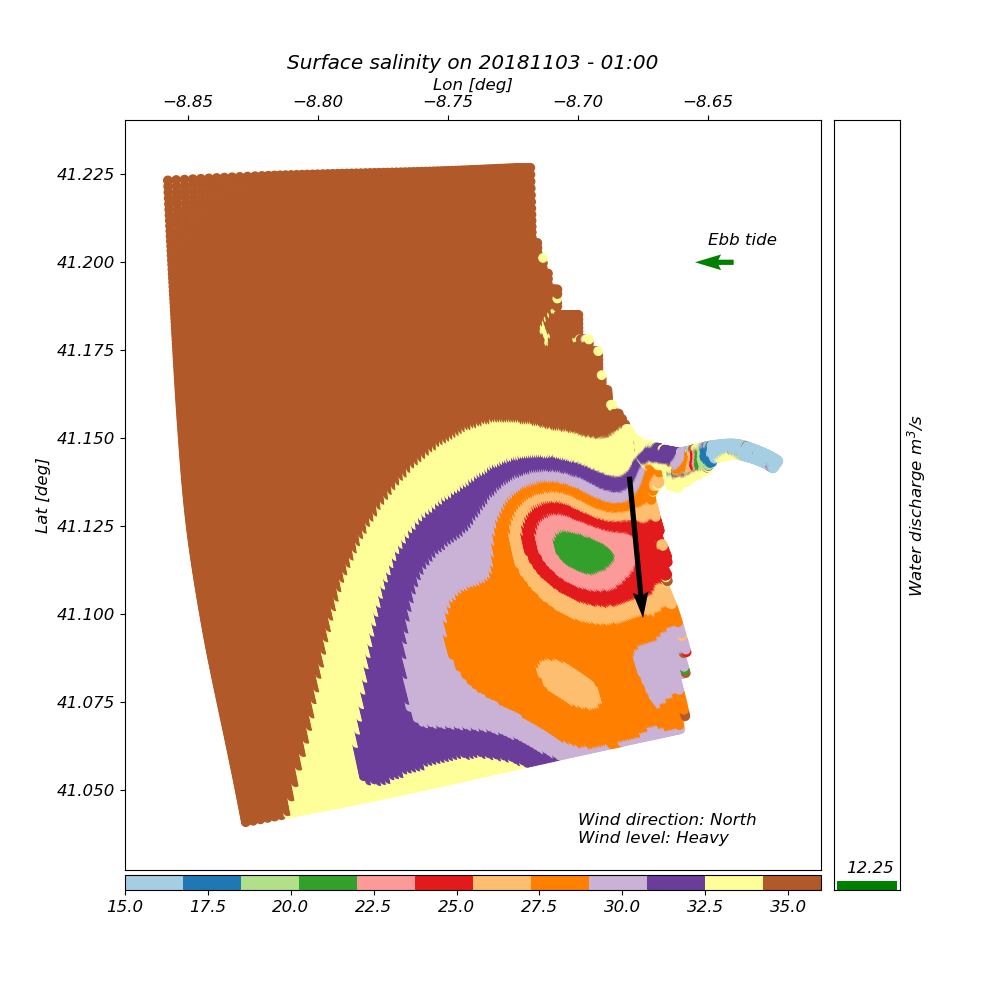 Surface salinity on 20181103 - 01:00
Lon [deg]
−8.85 −8.80 −8.75 −8.70 −8.65
41.225
41.200
41.175
41.150
41.125
41.100
41.075
41.050
Lat [deg]
Ebb tide
Wind direction: North
Wind level: Heavy
15.0 17.5 20.0 22.5 25.0 27.5 30.0 32.5 35.0
12.25
Water discharge m³/s